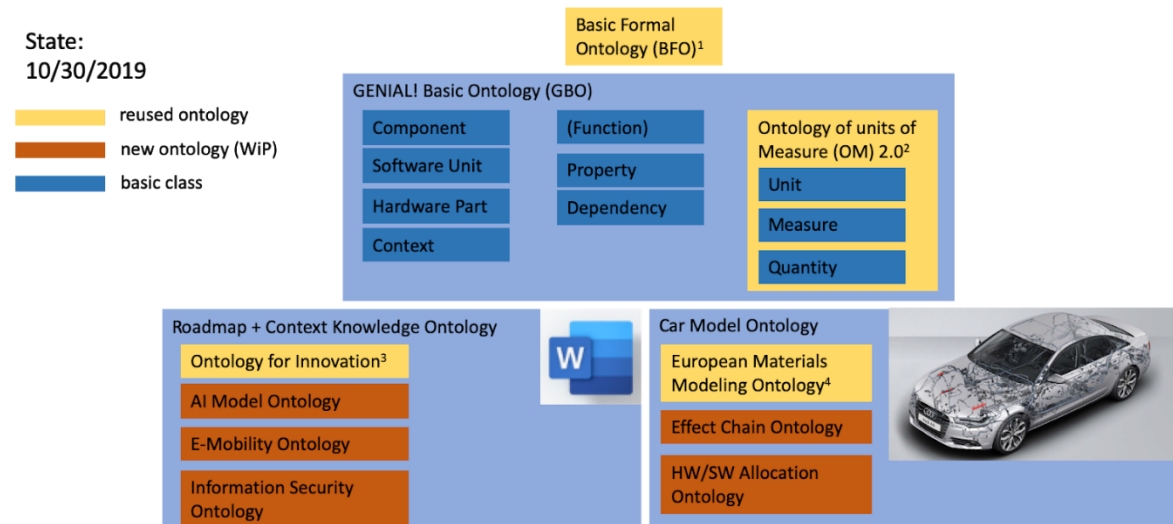 State:
10/30/2019
reused ontology
new ontology (WiP)
basic class
Basic Formal
Ontology (BFO)¹
GENIAL! Basic Ontology (GBO)
Component
Software Unit
Hardware Part
Context
(Function)
Property
Dependency
Ontology of units of
Measure (OM) 2.0²
Unit
Measure
Quantity
Roadmap + Context Knowledge Ontology
W
Ontology for Innovation³
AI Model Ontology
E-Mobility Ontology
Information Security
Ontology
Car Model Ontology
European Materials
Modeling Ontology⁴
Effect Chain Ontology
HW/SW Allocation
Ontology